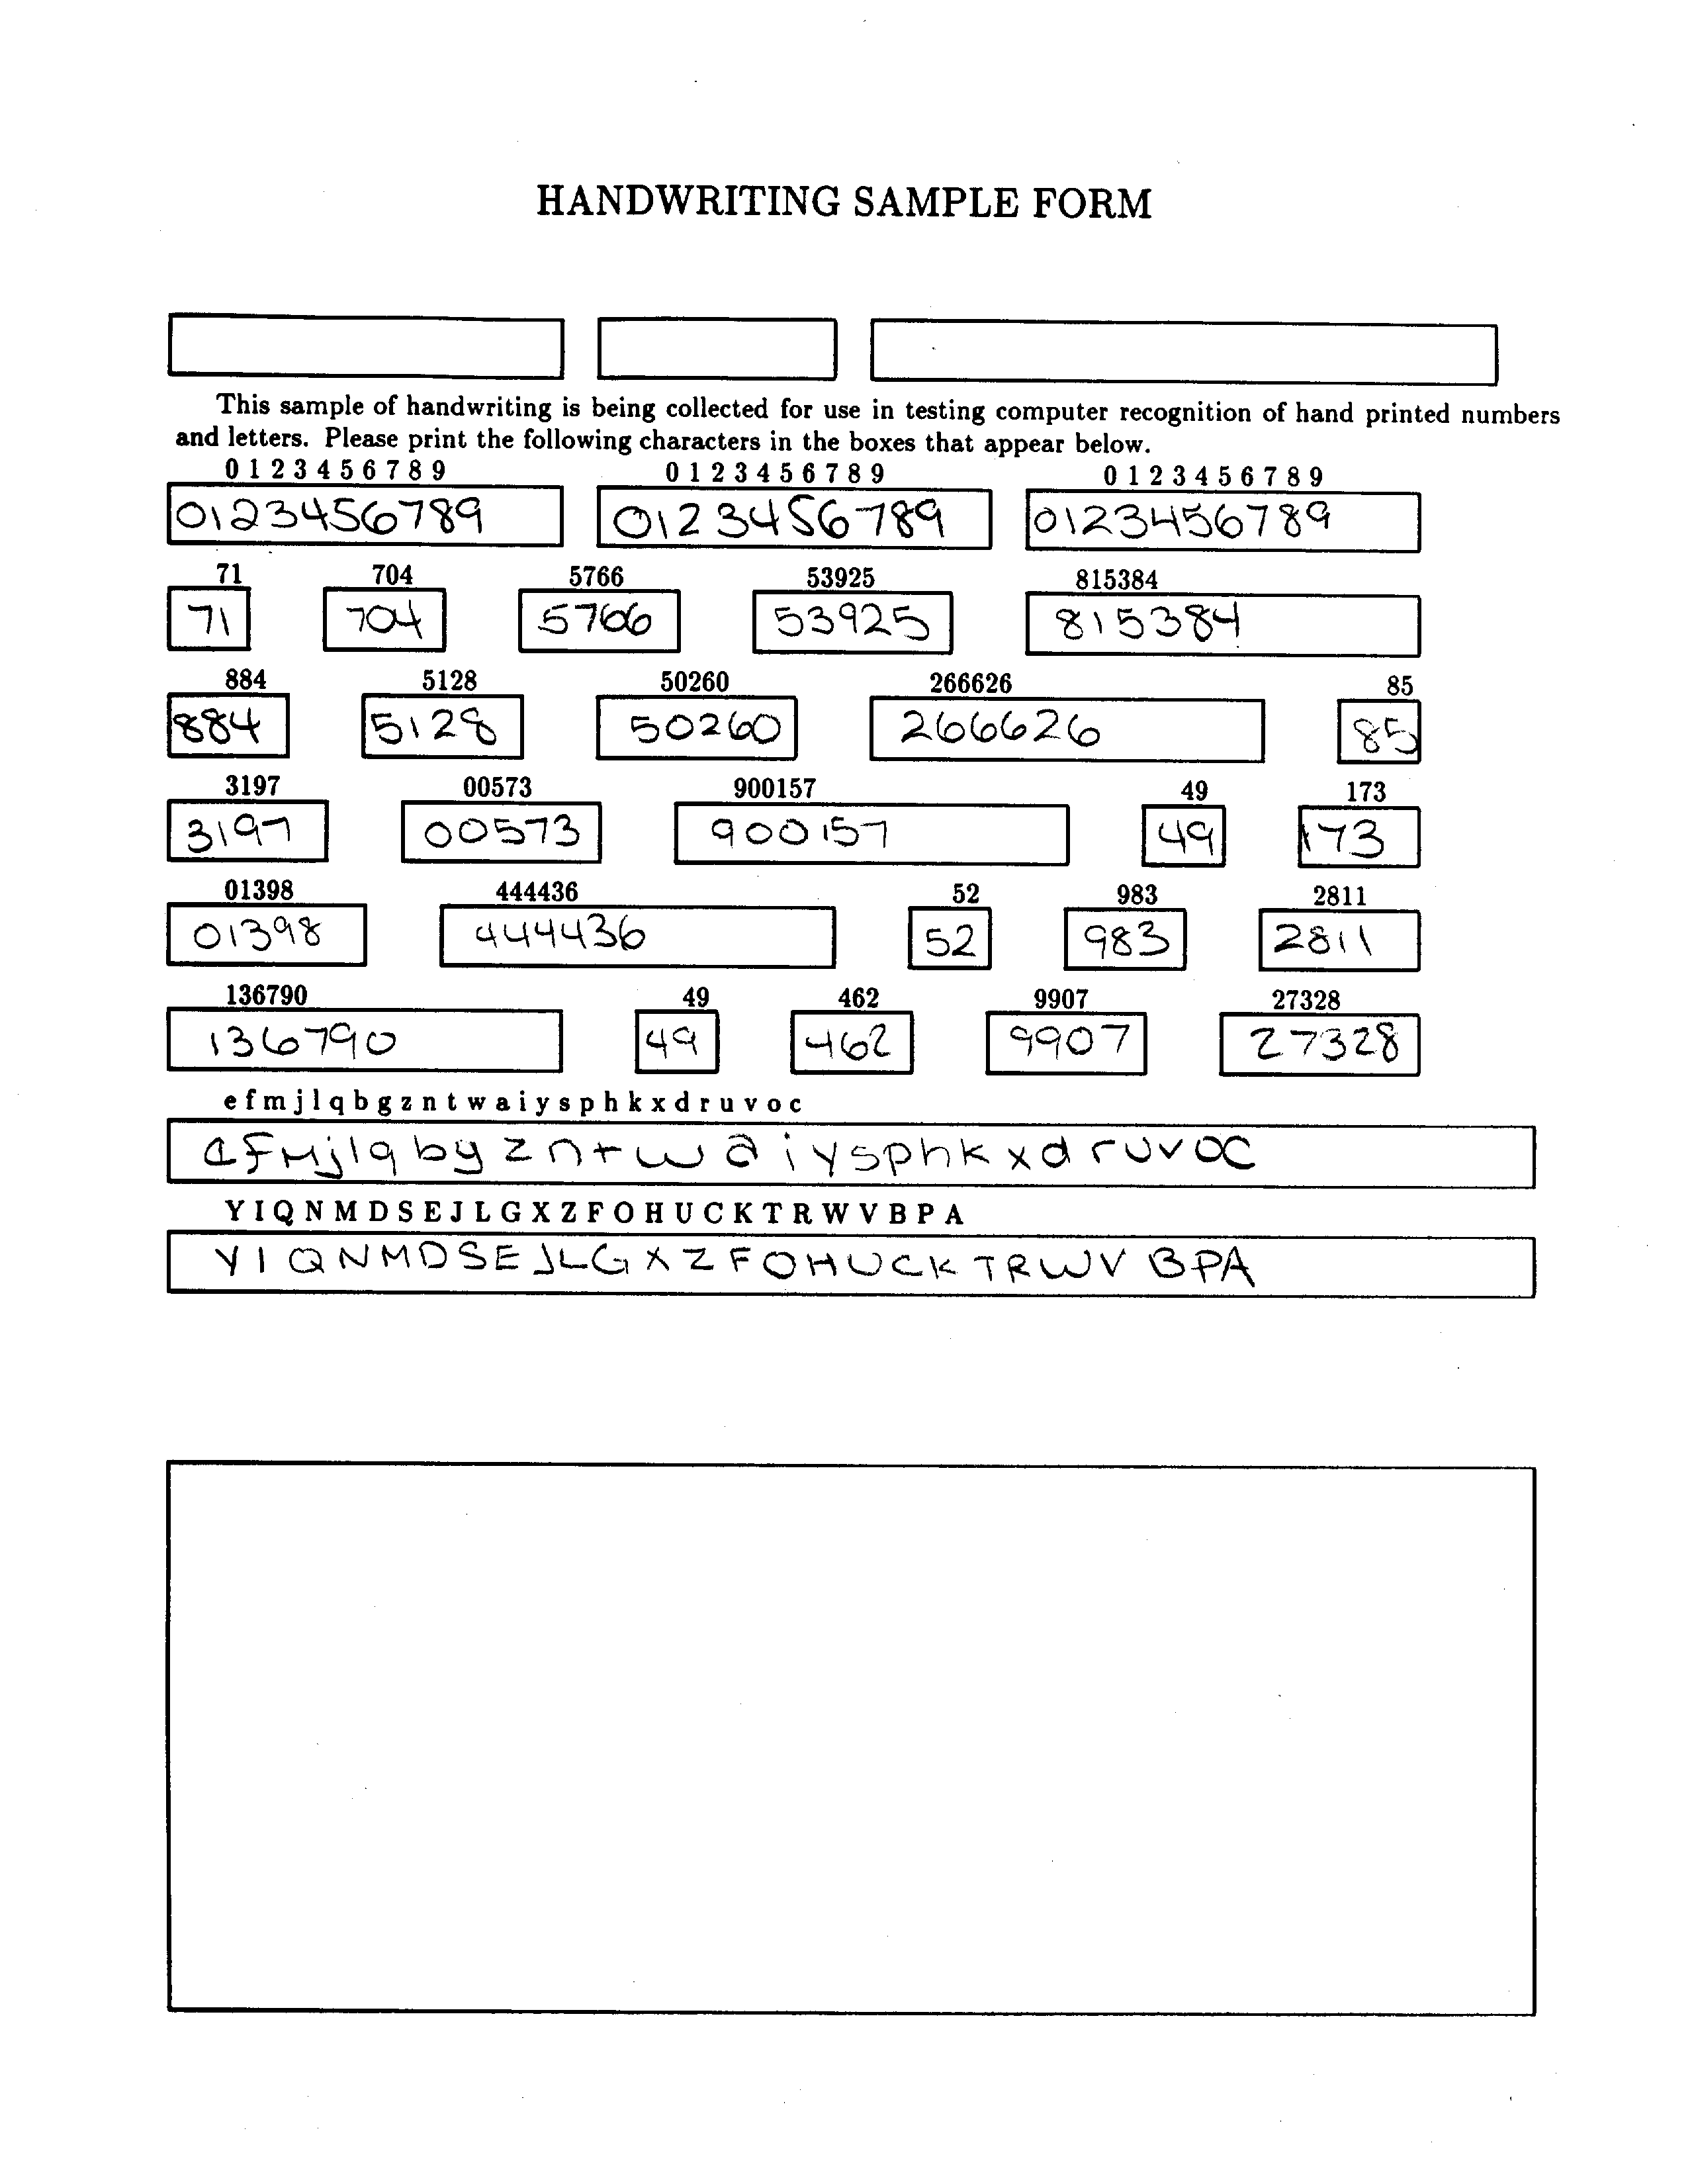 HANDWRITING SAMPLE FORM
This sample of handwriting is being collected for use in testing computer recognition of hand printed numbers
and letters. Please print the following characters in the boxes that appear below.
0 1 2 3 4 5 6 7 8 9 0 1 2 3 4 5 6 7 8 9 0 1 2 3 4 5 6 7 8 9
0123456789 0123456789 0123456789
71 704 5766 53925 815384
71 704 5766 53925 815384
884 5128 50260 266626 85
884 5128 50260 266626 85
3197 00573 900157 49 173
3197 00573 900157 49 173
01398 444436 52 983 2811
01398 444436 52 983 2811
136790 49 462 9907 27328
136790 49 462 9907 27328
e f m j l q b g z n t w a i y s p h k x d r u v o c
e f m j l q b y z n t w a i y s p h k x d r u v o c
Y I Q N M D S E J L G X Z F O H U C K T R W V B P A
Y I Q N M D S E J L G X Z F O H U C K T R W V B P A